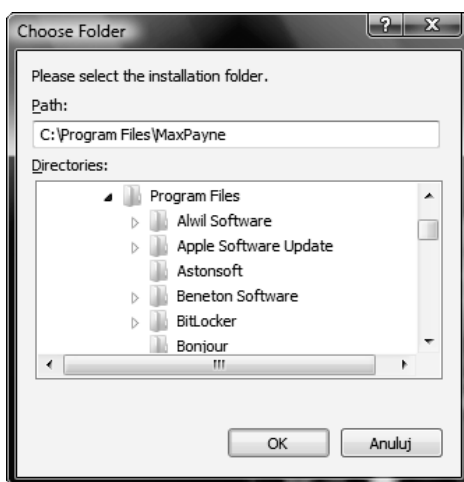 Choose Folder
Please select the installation folder.
Path:
C:\Program Files\MaxPayne
Directories:
Program Files
Alwil Software
Apple Software Update
Astonsoft
Beneton Software
BitLocker
Bonjour
OK Anuluj